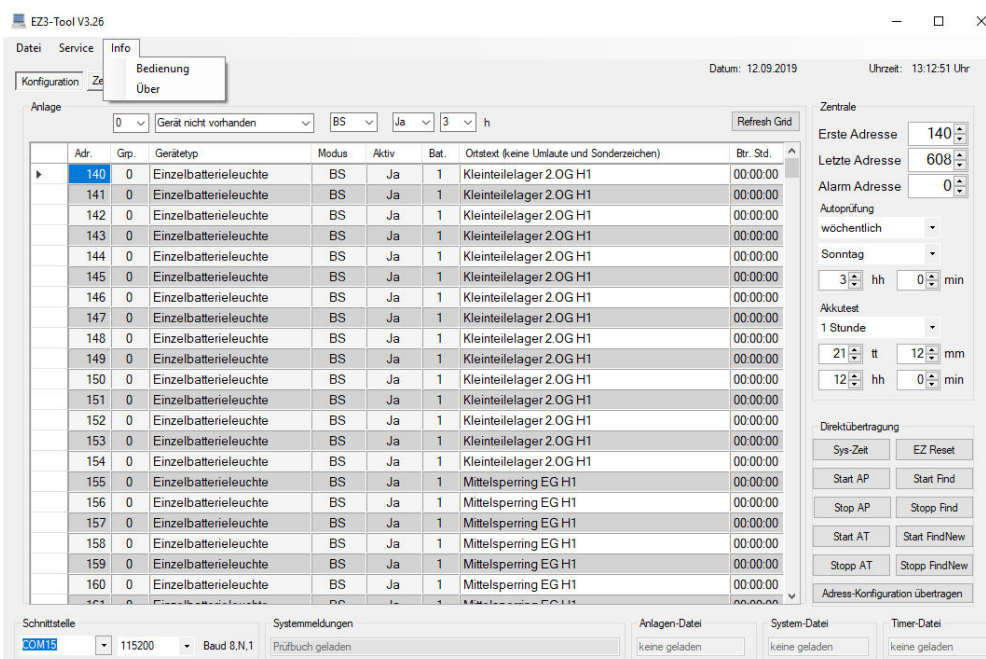 EZ3-Tool V3.26
Datei Service Info
Bedienung
Über
Datum: 12.09.2019 Uhrzeit: 13:12:51 Uhr
Konfiguration Ze
Anlage
0 Gerät nicht vorhanden BS Ja 3 h Refresh Grid
Adr. Grp. Gerätetyp Modus Aktiv Bat. Ortstext (keine Umlaute und Sonderzeichen) Btr. Std.
140 0 Einzelbatterieleuchte BS Ja 1 Kleinteilelager 2.OG H1 00:00:00
141 0 Einzelbatterieleuchte BS Ja 1 Kleinteilelager 2.OG H1 00:00:00
142 0 Einzelbatterieleuchte BS Ja 1 Kleinteilelager 2.OG H1 00:00:00
143 0 Einzelbatterieleuchte BS Ja 1 Kleinteilelager 2.OG H1 00:00:00
144 0 Einzelbatterieleuchte BS Ja 1 Kleinteilelager 2.OG H1 00:00:00
145 0 Einzelbatterieleuchte BS Ja 1 Kleinteilelager 2.OG H1 00:00:00
146 0 Einzelbatterieleuchte BS Ja 1 Kleinteilelager 2.OG H1 00:00:00
147 0 Einzelbatterieleuchte BS Ja 1 Kleinteilelager 2.OG H1 00:00:00
148 0 Einzelbatterieleuchte BS Ja 1 Kleinteilelager 2.OG H1 00:00:00
149 0 Einzelbatterieleuchte BS Ja 1 Kleinteilelager 2.OG H1 00:00:00
150 0 Einzelbatterieleuchte BS Ja 1 Kleinteilelager 2.OG H1 00:00:00
151 0 Einzelbatterieleuchte BS Ja 1 Kleinteilelager 2.OG H1 00:00:00
152 0 Einzelbatterieleuchte BS Ja 1 Kleinteilelager 2.OG H1 00:00:00
153 0 Einzelbatterieleuchte BS Ja 1 Kleinteilelager 2.OG H1 00:00:00
154 0 Einzelbatterieleuchte BS Ja 1 Kleinteilelager 2.OG H1 00:00:00
155 0 Einzelbatterieleuchte BS Ja 1 Mittelsperring EG H1 00:00:00
156 0 Einzelbatterieleuchte BS Ja 1 Mittelsperring EG H1 00:00:00
157 0 Einzelbatterieleuchte BS Ja 1 Mittelsperring EG H1 00:00:00
158 0 Einzelbatterieleuchte BS Ja 1 Mittelsperring EG H1 00:00:00
159 0 Einzelbatterieleuchte BS Ja 1 Mittelsperring EG H1 00:00:00
160 0 Einzelbatterieleuchte BS Ja 1 Mittelsperring EG H1 00:00:00
161 0 Einzelbatterieleuchte BS Ja 1 Mittelsperring EG H1 00:00:00
Zentrale
Erste Adresse 140
Letzte Adresse 608
Alarm Adresse 0
Autoprüfung
wöchentlich
Sonntag
3 hh 0 min
Akkutest
1 Stunde
21 tt 12 mm
12 hh 0 min
Direktübertragung
Sys-Zeit EZ Reset
Start AP Start Find
Stop AP Stopp Find
Start AT Start FindNew
Stopp AT Stopp FindNew
Adress-Konfiguration übertragen
Schnittstelle
COM15 115200 Baud 8,N,1
Systemmeldungen
Prüfbuch geladen
Anlagen-Datei
keine geladen
System-Datei
keine geladen
Timer-Datei
keine geladen